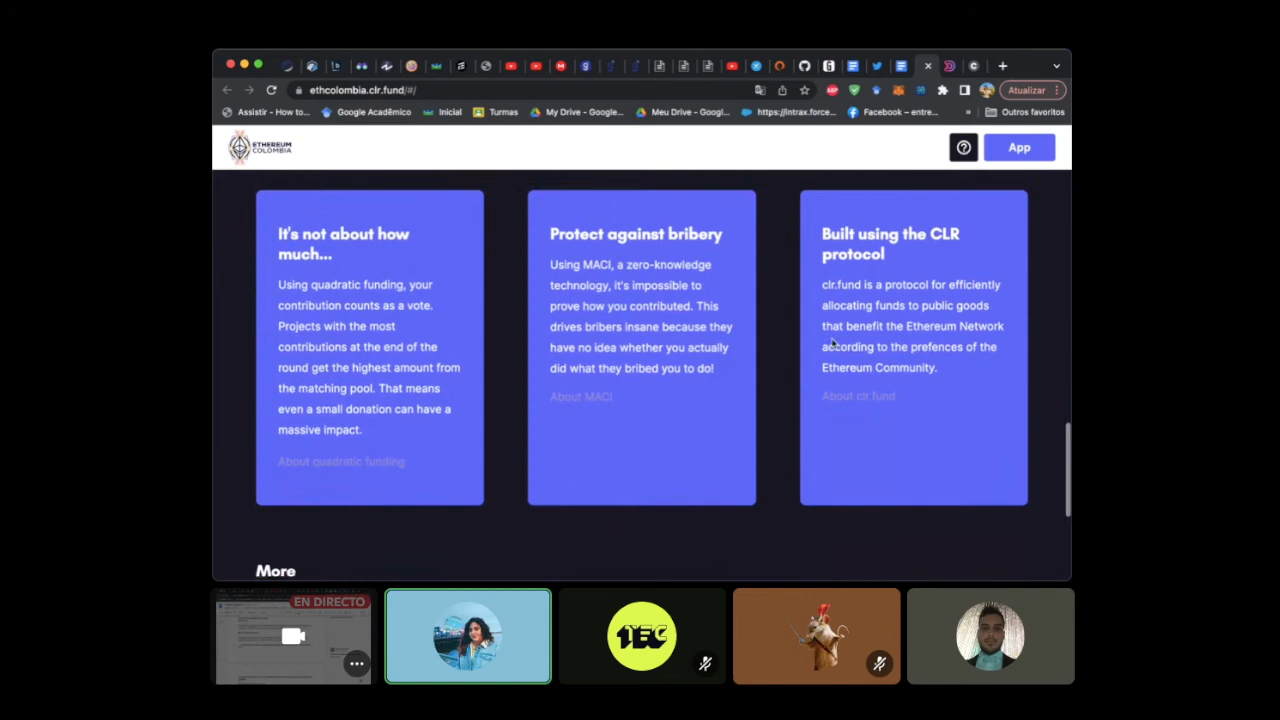 ethcolombia.clr.fund/#/
Atualizar
Assistir - How to...
Google Acadêmico
Inicial
Turmas
My Drive - Google...
Meu Drive - Googl...
https://intrax.force...
Facebook – entre...
»
Outros favoritos
ETHEREUM
COLOMBIA
App
It's not about how
much...
Using quadratic funding, your
contribution counts as a vote.
Projects with the most
contributions at the end of the
round get the highest amount from
the matching pool. That means
even a small donation can have a
massive impact.
About quadratic funding
Protect against bribery
Using MACI, a zero-knowledge
technology, it's impossible to
prove how you contributed. This
drives bribers insane because they
have no idea whether you actually
did what they bribed you to do!
About MACI
Built using the CLR
protocol
clr.fund is a protocol for efficiently
allocating funds to public goods
that benefit the Ethereum Network
according to the prefences of the
Ethereum Community.
About clr.fund
More
EN DIRECTO
TEC